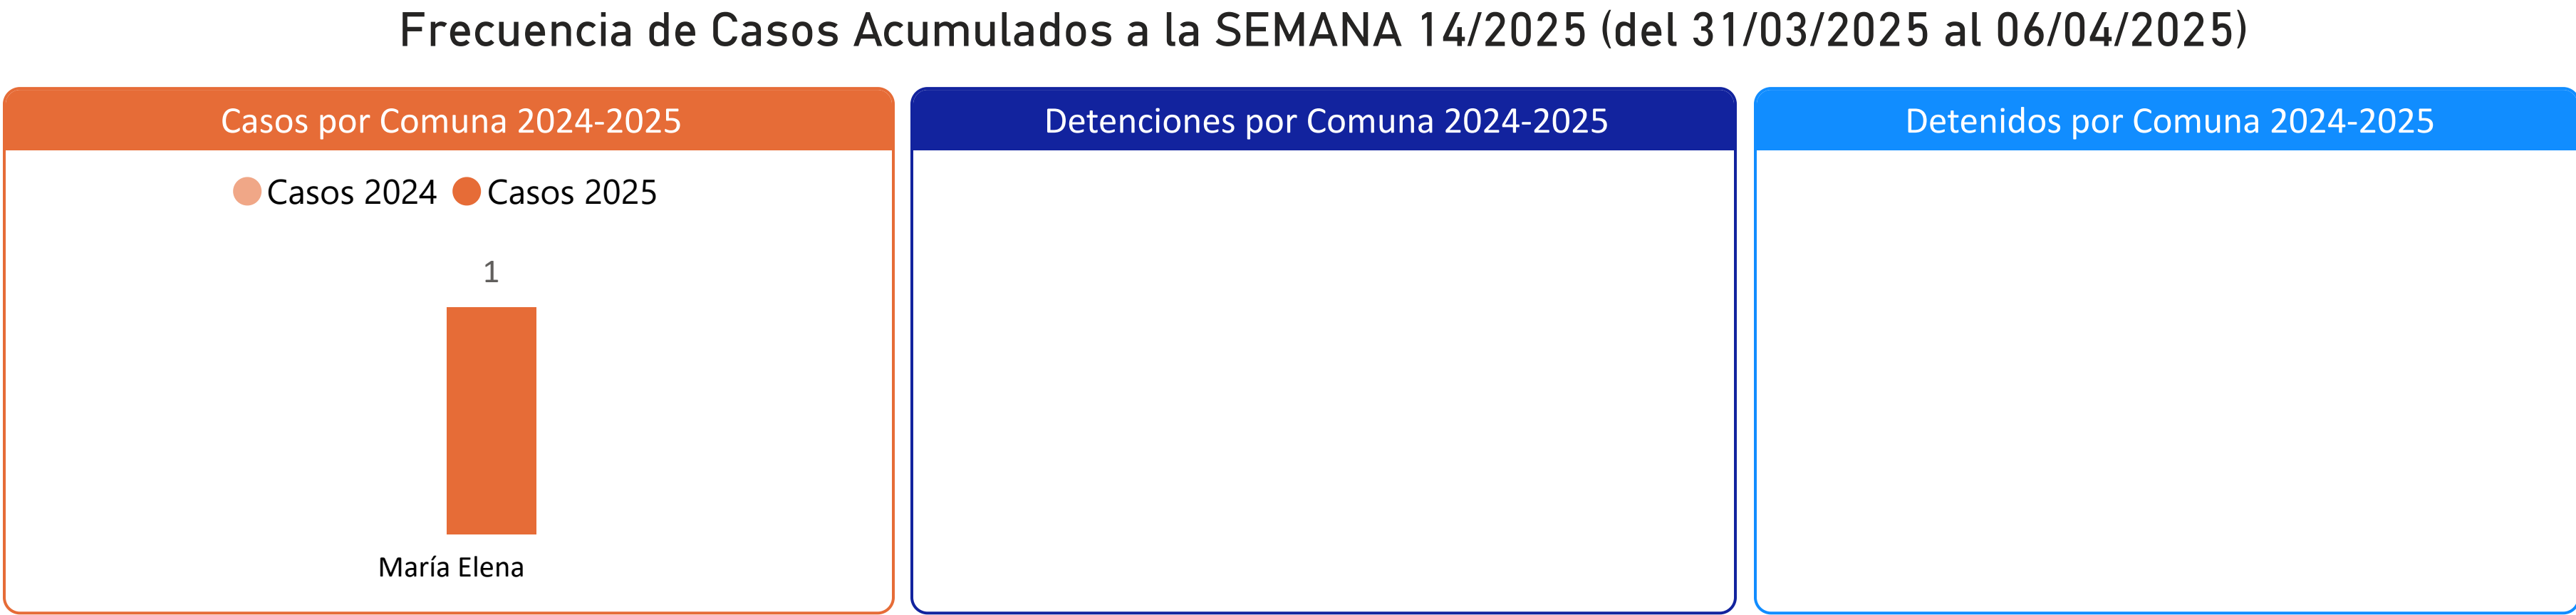 Frecuencia de Casos Acumulados a la SEMANA 14/2025 (del 31/03/2025 al 06/04/2025)
Casos por Comuna 2024-2025
Casos 2024 Casos 2025
1
María Elena
Detenciones por Comuna 2024-2025
Detenidos por Comuna 2024-2025